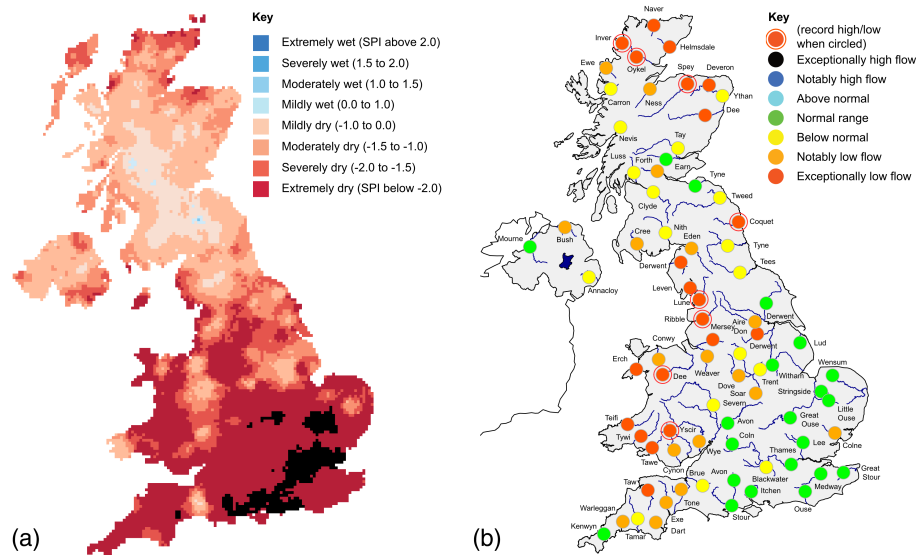 Key
Extremely wet (SPI above 2.0)
Severely wet (1.5 to 2.0)
Moderately wet (1.0 to 1.5)
Mildly wet (0.0 to 1.0)
Mildly dry (-1.0 to 0.0)
Moderately dry (-1.5 to -1.0)
Severely dry (-2.0 to -1.5)
Extremely dry (SPI below -2.0)
(a)
Key
(record high/low
when circled)
Exceptionally high flow
Notably high flow
Above normal
Normal range
Below normal
Notably low flow
Exceptionally low flow
Naver
Inver
Helmsdale
Oykel
Ewe
Spey
Deveron
Carron
Ness
Ythan
Dee
Nevis
Tay
Luss
Forth
Earn
Tyne
Clyde
Tweed
Coquet
Mourne
Bush
Cree
Nith
Eden
Tyne
Annacloy
Derwent
Tees
Leven
Lune
Ribble
Mersey
Aire
Don
Derwent
Conwy
Derwent
Lud
Erch
Dee
Weaver
Dove
Soar
Trent
Witham
Wensum
Stringside
Severn
Little
Ouse
Teifi
Tywi
Yscir
Avon
Great
Ouse
Tawe
Cynon
Wye
Coln
Thames
Lee
Colne
Brue
Avon
Blackwater
Great
Stour
Taw
Itchen
Medway
Warleggan
Tone
Stour
Ouse
Kenwyn
Tamar
Exe
Dart
(b)